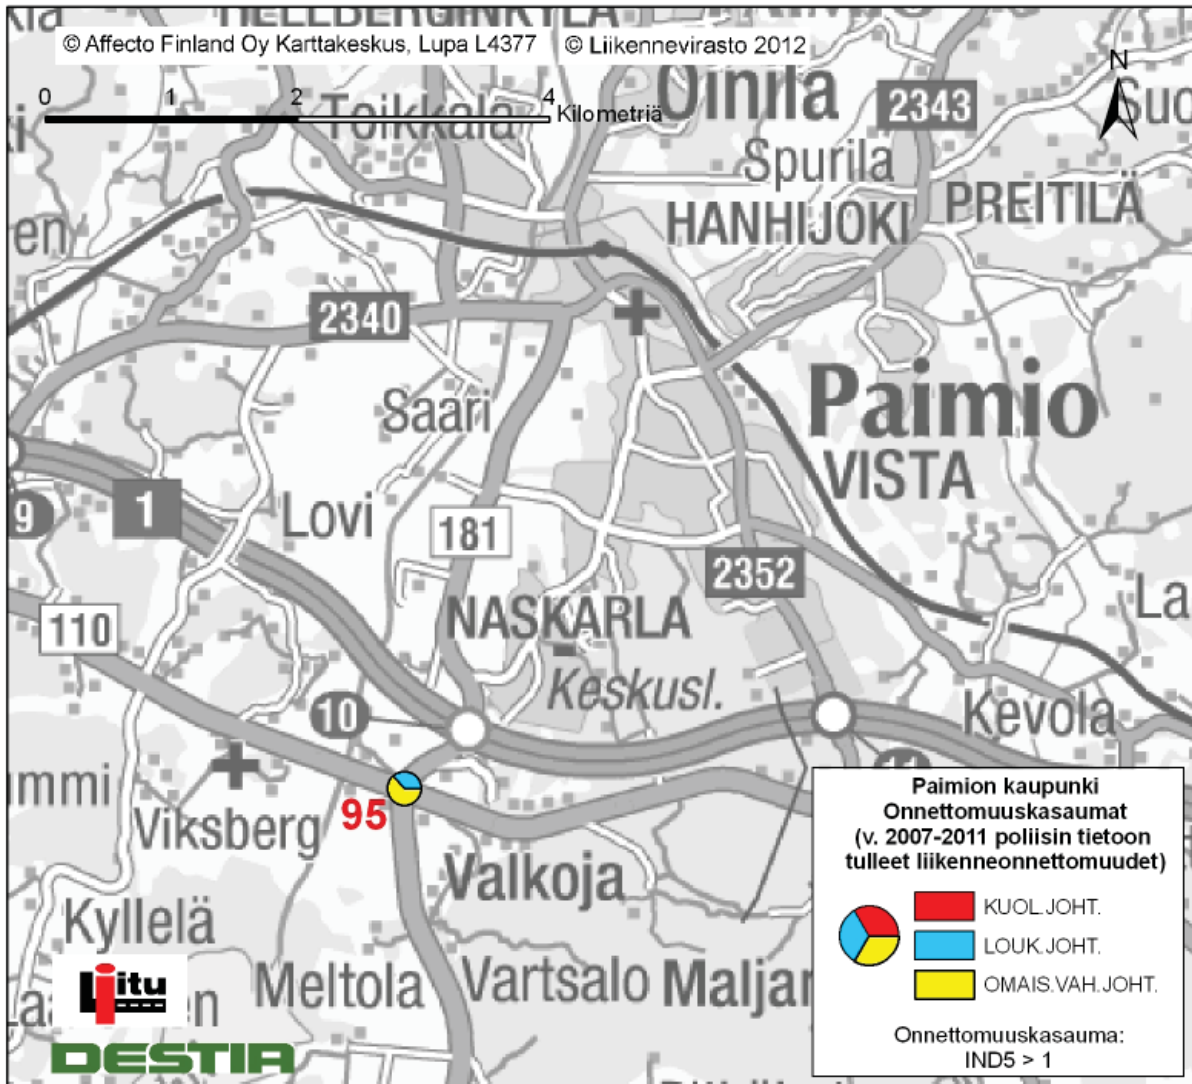 HELLBERGINKYLÄ
© Affecto Finland Oy Karttakeskus, Lupa L4377 © Liikennevirasto 2012
N
0 1 2 4 Kilometriä
Toikkala
Oinila
2343
Spurila
PREITILÄ
HANHIJOKI
2340
Saari
Paimio
VISTA
9
1
Lovi
181
2352
110
NASKARLA
Keskusl.
10
Kevola
95
Viksberg
Valkoja
Kyllelä
Meltola
Vartsalo
Litu
DESTIA
Paimion kaupunki
Onnettomuuskasaumat
(v. 2007-2011 poliisin tietoon
tulleet liikenneonnettomuudet)
KUOL.JOHT.
LOUK.JOHT.
OMAIS.VAH.JOHT.
Onnettomuuskasauma:
IND5 > 1